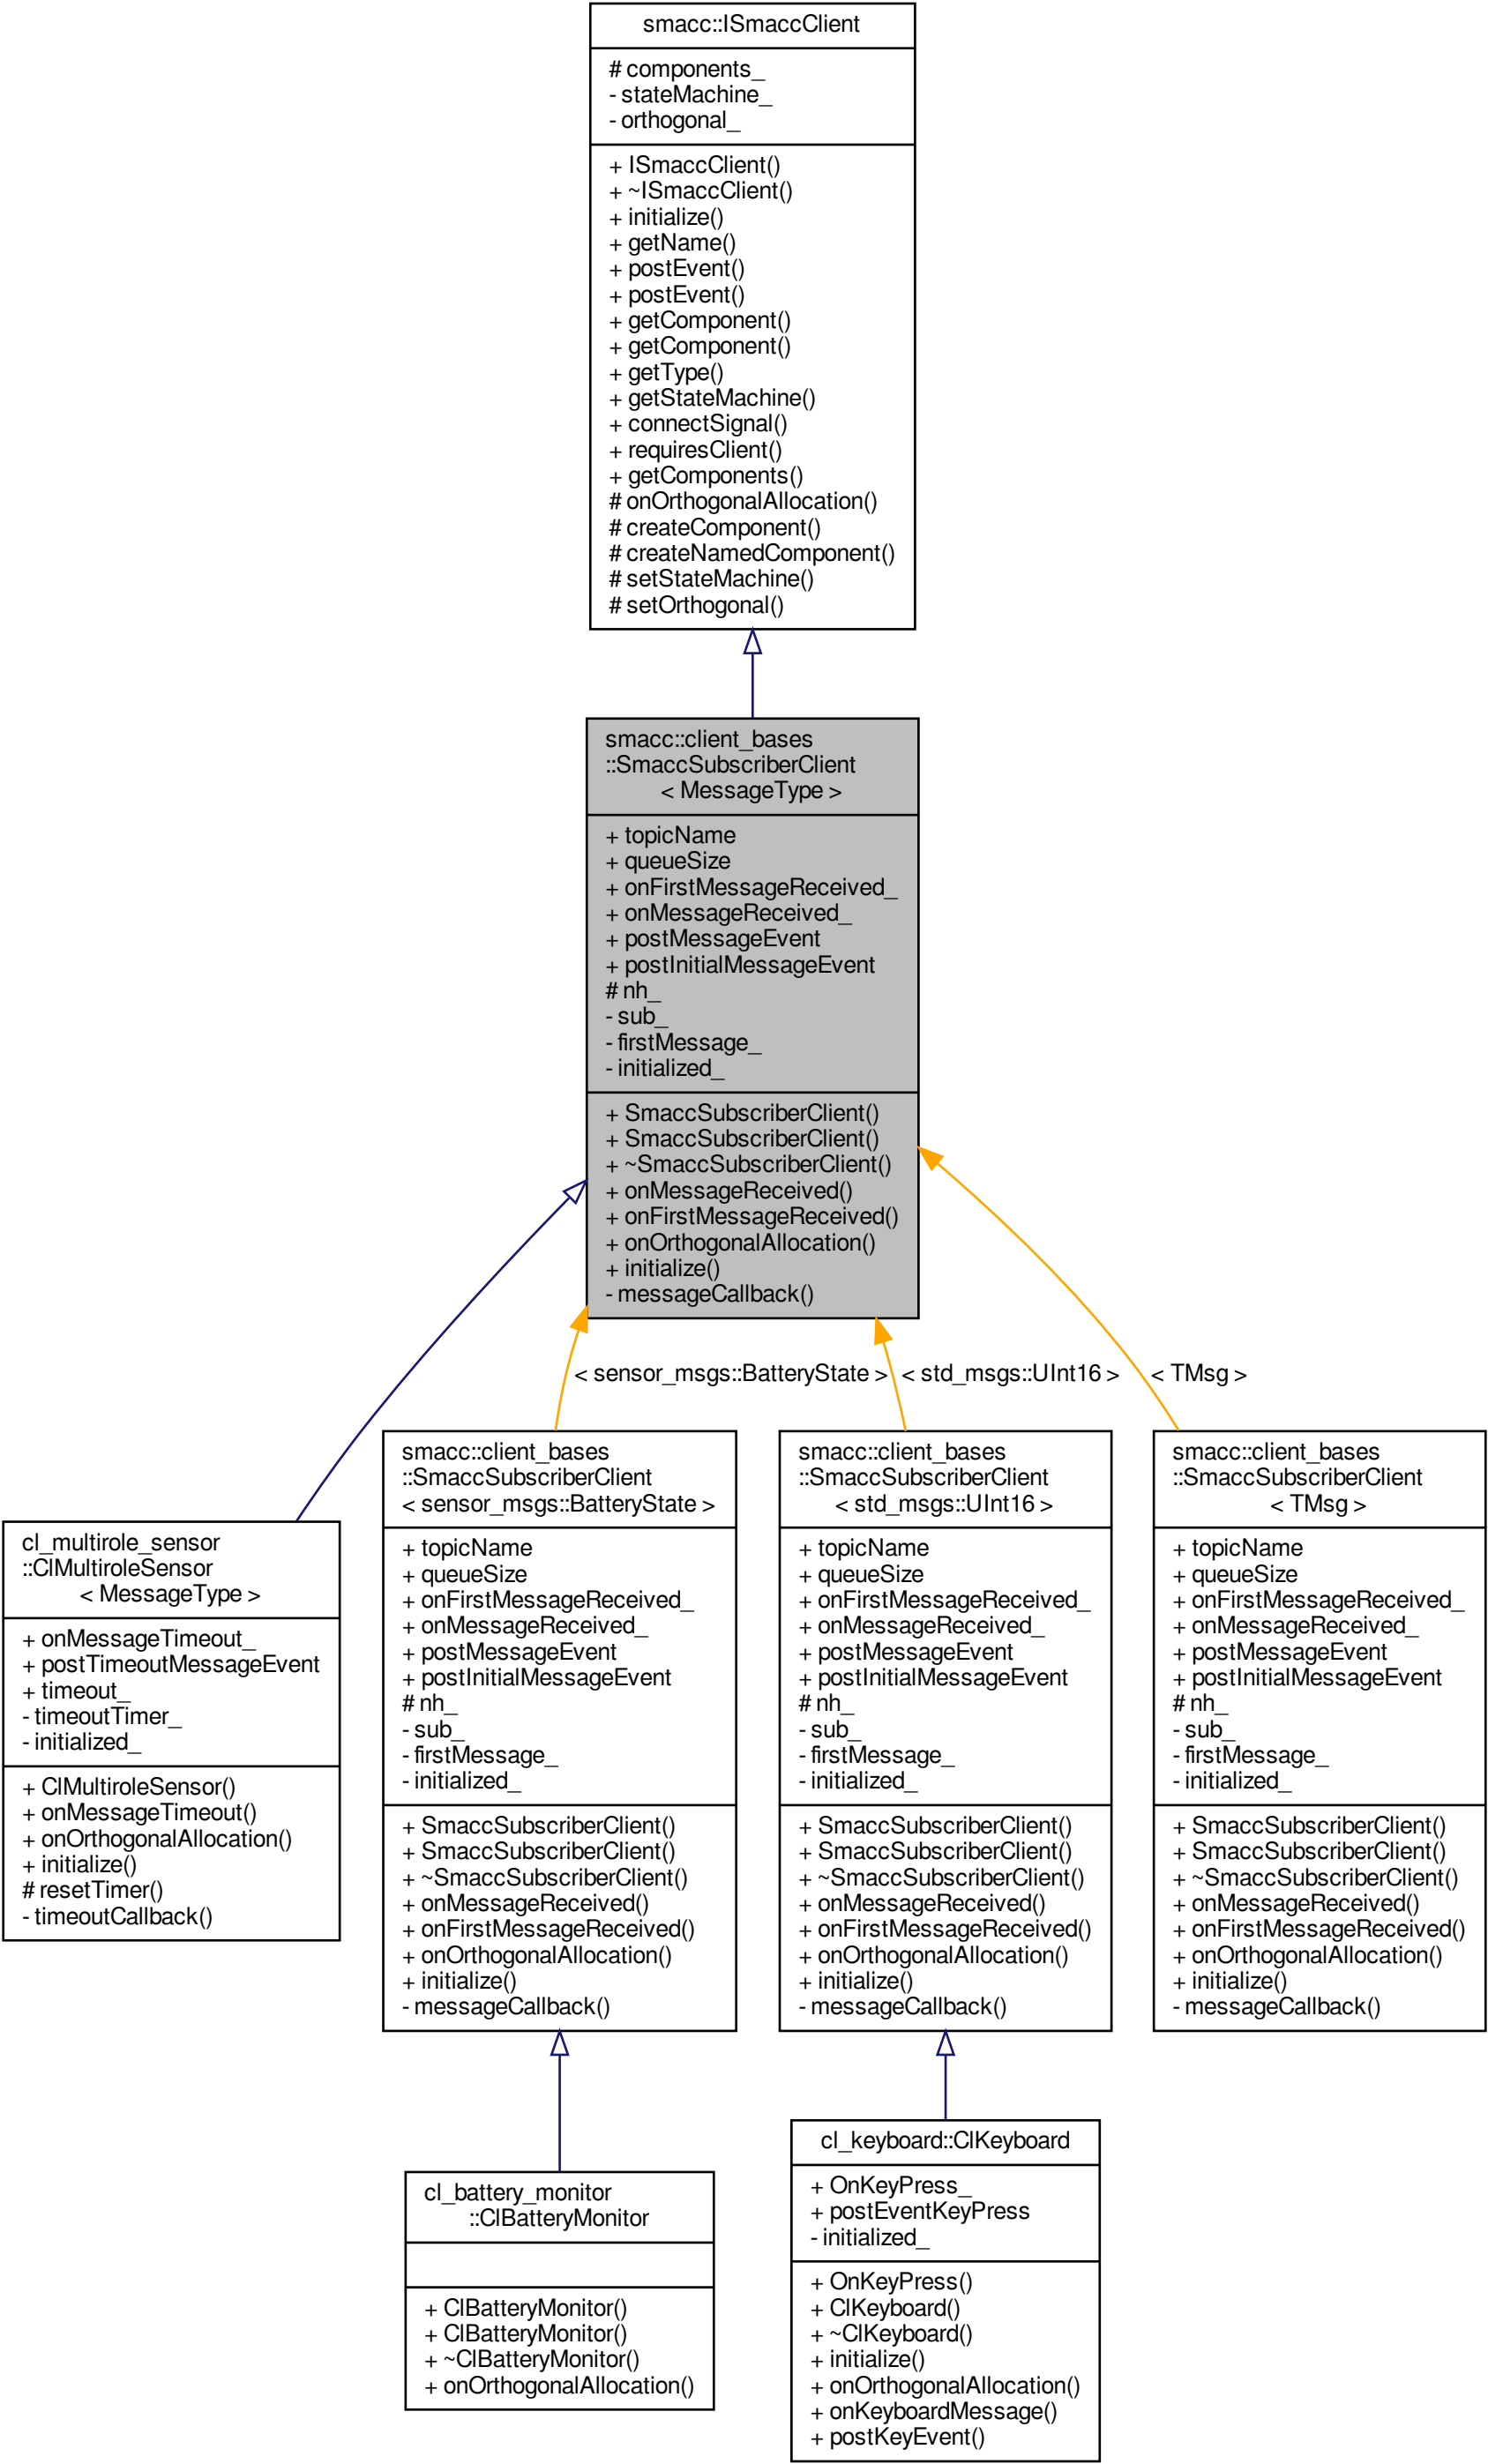 smacc::ISmaccClient
# components_
- stateMachine_
- orthogonal_
+ ISmaccClient()
+ ~ISmaccClient()
+ initialize()
+ getName()
+ postEvent()
+ postEvent()
+ getComponent()
+ getComponent()
+ getType()
+ getStateMachine()
+ connectSignal()
+ requiresClient()
+ getComponents()
# onOrthogonalAllocation()
# createComponent()
# createNamedComponent()
# setStateMachine()
# setOrthogonal()
smacc::client_bases
::SmaccSubscriberClient
< MessageType >
+ topicName
+ queueSize
+ onFirstMessageReceived_
+ onMessageReceived_
+ postMessageEvent
+ postInitialMessageEvent
# nh_
- sub_
- firstMessage_
- initialized_
+ SmaccSubscriberClient()
+ SmaccSubscriberClient()
+ ~SmaccSubscriberClient()
+ onMessageReceived()
+ onFirstMessageReceived()
+ onOrthogonalAllocation()
+ initialize()
- messageCallback()
< sensor_msgs::BatteryState >
< std_msgs::UInt16 >
< TMsg >
cl_multirole_sensor
::ClMultiroleSensor
< MessageType >
+ onMessageTimeout_
+ postTimeoutMessageEvent
+ timeout_
- timeoutTimer_
- initialized_
+ ClMultiroleSensor()
+ onMessageTimeout()
+ onOrthogonalAllocation()
+ initialize()
# resetTimer()
- timeoutCallback()
smacc::client_bases
::SmaccSubscriberClient
< sensor_msgs::BatteryState >
+ topicName
+ queueSize
+ onFirstMessageReceived_
+ onMessageReceived_
+ postMessageEvent
+ postInitialMessageEvent
# nh_
- sub_
- firstMessage_
- initialized_
+ SmaccSubscriberClient()
+ SmaccSubscriberClient()
+ ~SmaccSubscriberClient()
+ onMessageReceived()
+ onFirstMessageReceived()
+ onOrthogonalAllocation()
+ initialize()
- messageCallback()
smacc::client_bases
::SmaccSubscriberClient
< std_msgs::UInt16 >
+ topicName
+ queueSize
+ onFirstMessageReceived_
+ onMessageReceived_
+ postMessageEvent
+ postInitialMessageEvent
# nh_
- sub_
- firstMessage_
- initialized_
+ SmaccSubscriberClient()
+ SmaccSubscriberClient()
+ ~SmaccSubscriberClient()
+ onMessageReceived()
+ onFirstMessageReceived()
+ onOrthogonalAllocation()
+ initialize()
- messageCallback()
smacc::client_bases
::SmaccSubscriberClient
< TMsg >
+ topicName
+ queueSize
+ onFirstMessageReceived_
+ onMessageReceived_
+ postMessageEvent
+ postInitialMessageEvent
# nh_
- sub_
- firstMessage_
- initialized_
+ SmaccSubscriberClient()
+ SmaccSubscriberClient()
+ ~SmaccSubscriberClient()
+ onMessageReceived()
+ onFirstMessageReceived()
+ onOrthogonalAllocation()
+ initialize()
- messageCallback()
cl_battery_monitor
::ClBatteryMonitor
+ ClBatteryMonitor()
+ ClBatteryMonitor()
+ ~ClBatteryMonitor()
+ onOrthogonalAllocation()
cl_keyboard::ClKeyboard
+ OnKeyPress_
+ postEventKeyPress
- initialized_
+ OnKeyPress()
+ ClKeyboard()
+ ~ClKeyboard()
+ initialize()
+ onOrthogonalAllocation()
+ onKeyboardMessage()
+ postKeyEvent()